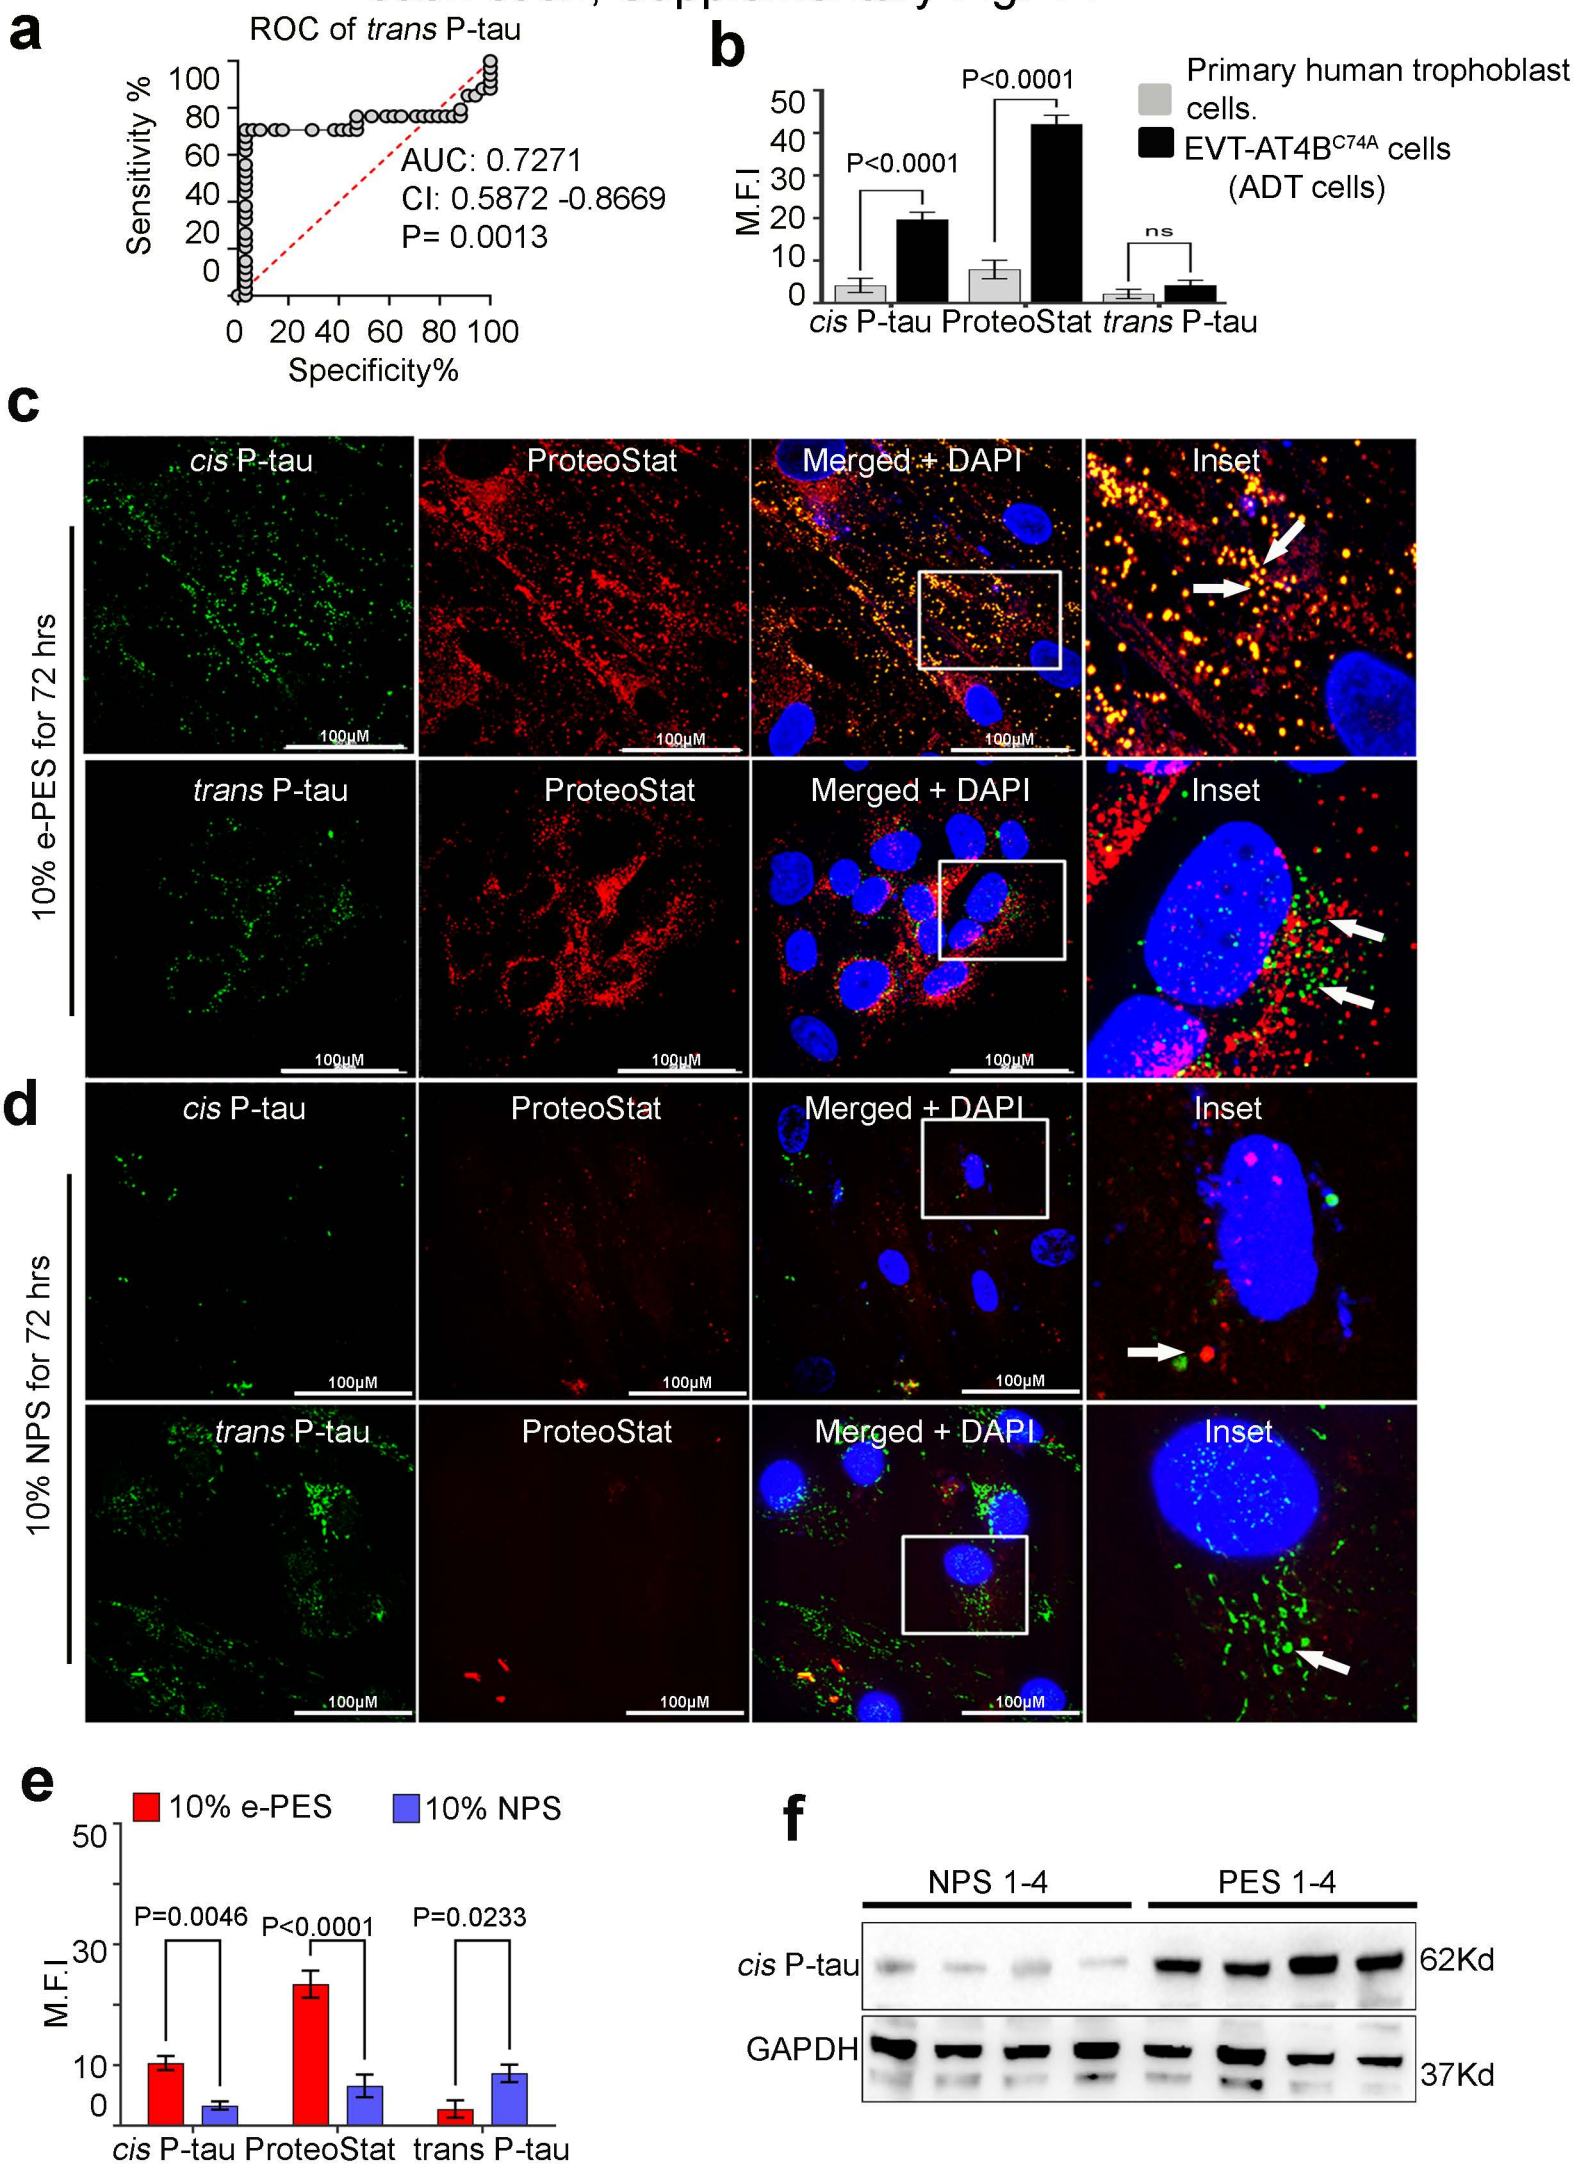 a
ROC of trans P-tau
Sensitivity %
100
80
60
40
20
0
AUC: 0.7271
CI: 0.5872 -0.8669
P= 0.0013
0 20 40 60 80 100
Specificity%
b
P<0.0001
P<0.0001
ns
M.F.I
50
40
30
20
10
0
cis P-tau ProteoStat trans P-tau
Primary human trophoblast
cells.
EVT-AT4BC74A cells
(ADT cells)
c
10% e-PES for 72 hrs
cis P-tau ProteoStat Merged + DAPI Inset
100µM 100µM 100µM
trans P-tau ProteoStat Merged + DAPI Inset
100µM 100µM 100µM
d
10% NPS for 72 hrs
cis P-tau ProteoStat Merged + DAPI Inset
100µM 100µM 100µM
trans P-tau ProteoStat Merged + DAPI Inset
100µM 100µM 100µM
e
10% e-PES 10% NPS
M.F.I
50
30
10
0
P=0.0046 P<0.0001 P=0.0233
cis P-tau ProteoStat trans P-tau
f
NPS 1-4 PES 1-4
cis P-tau 62Kd
GAPDH 37Kd